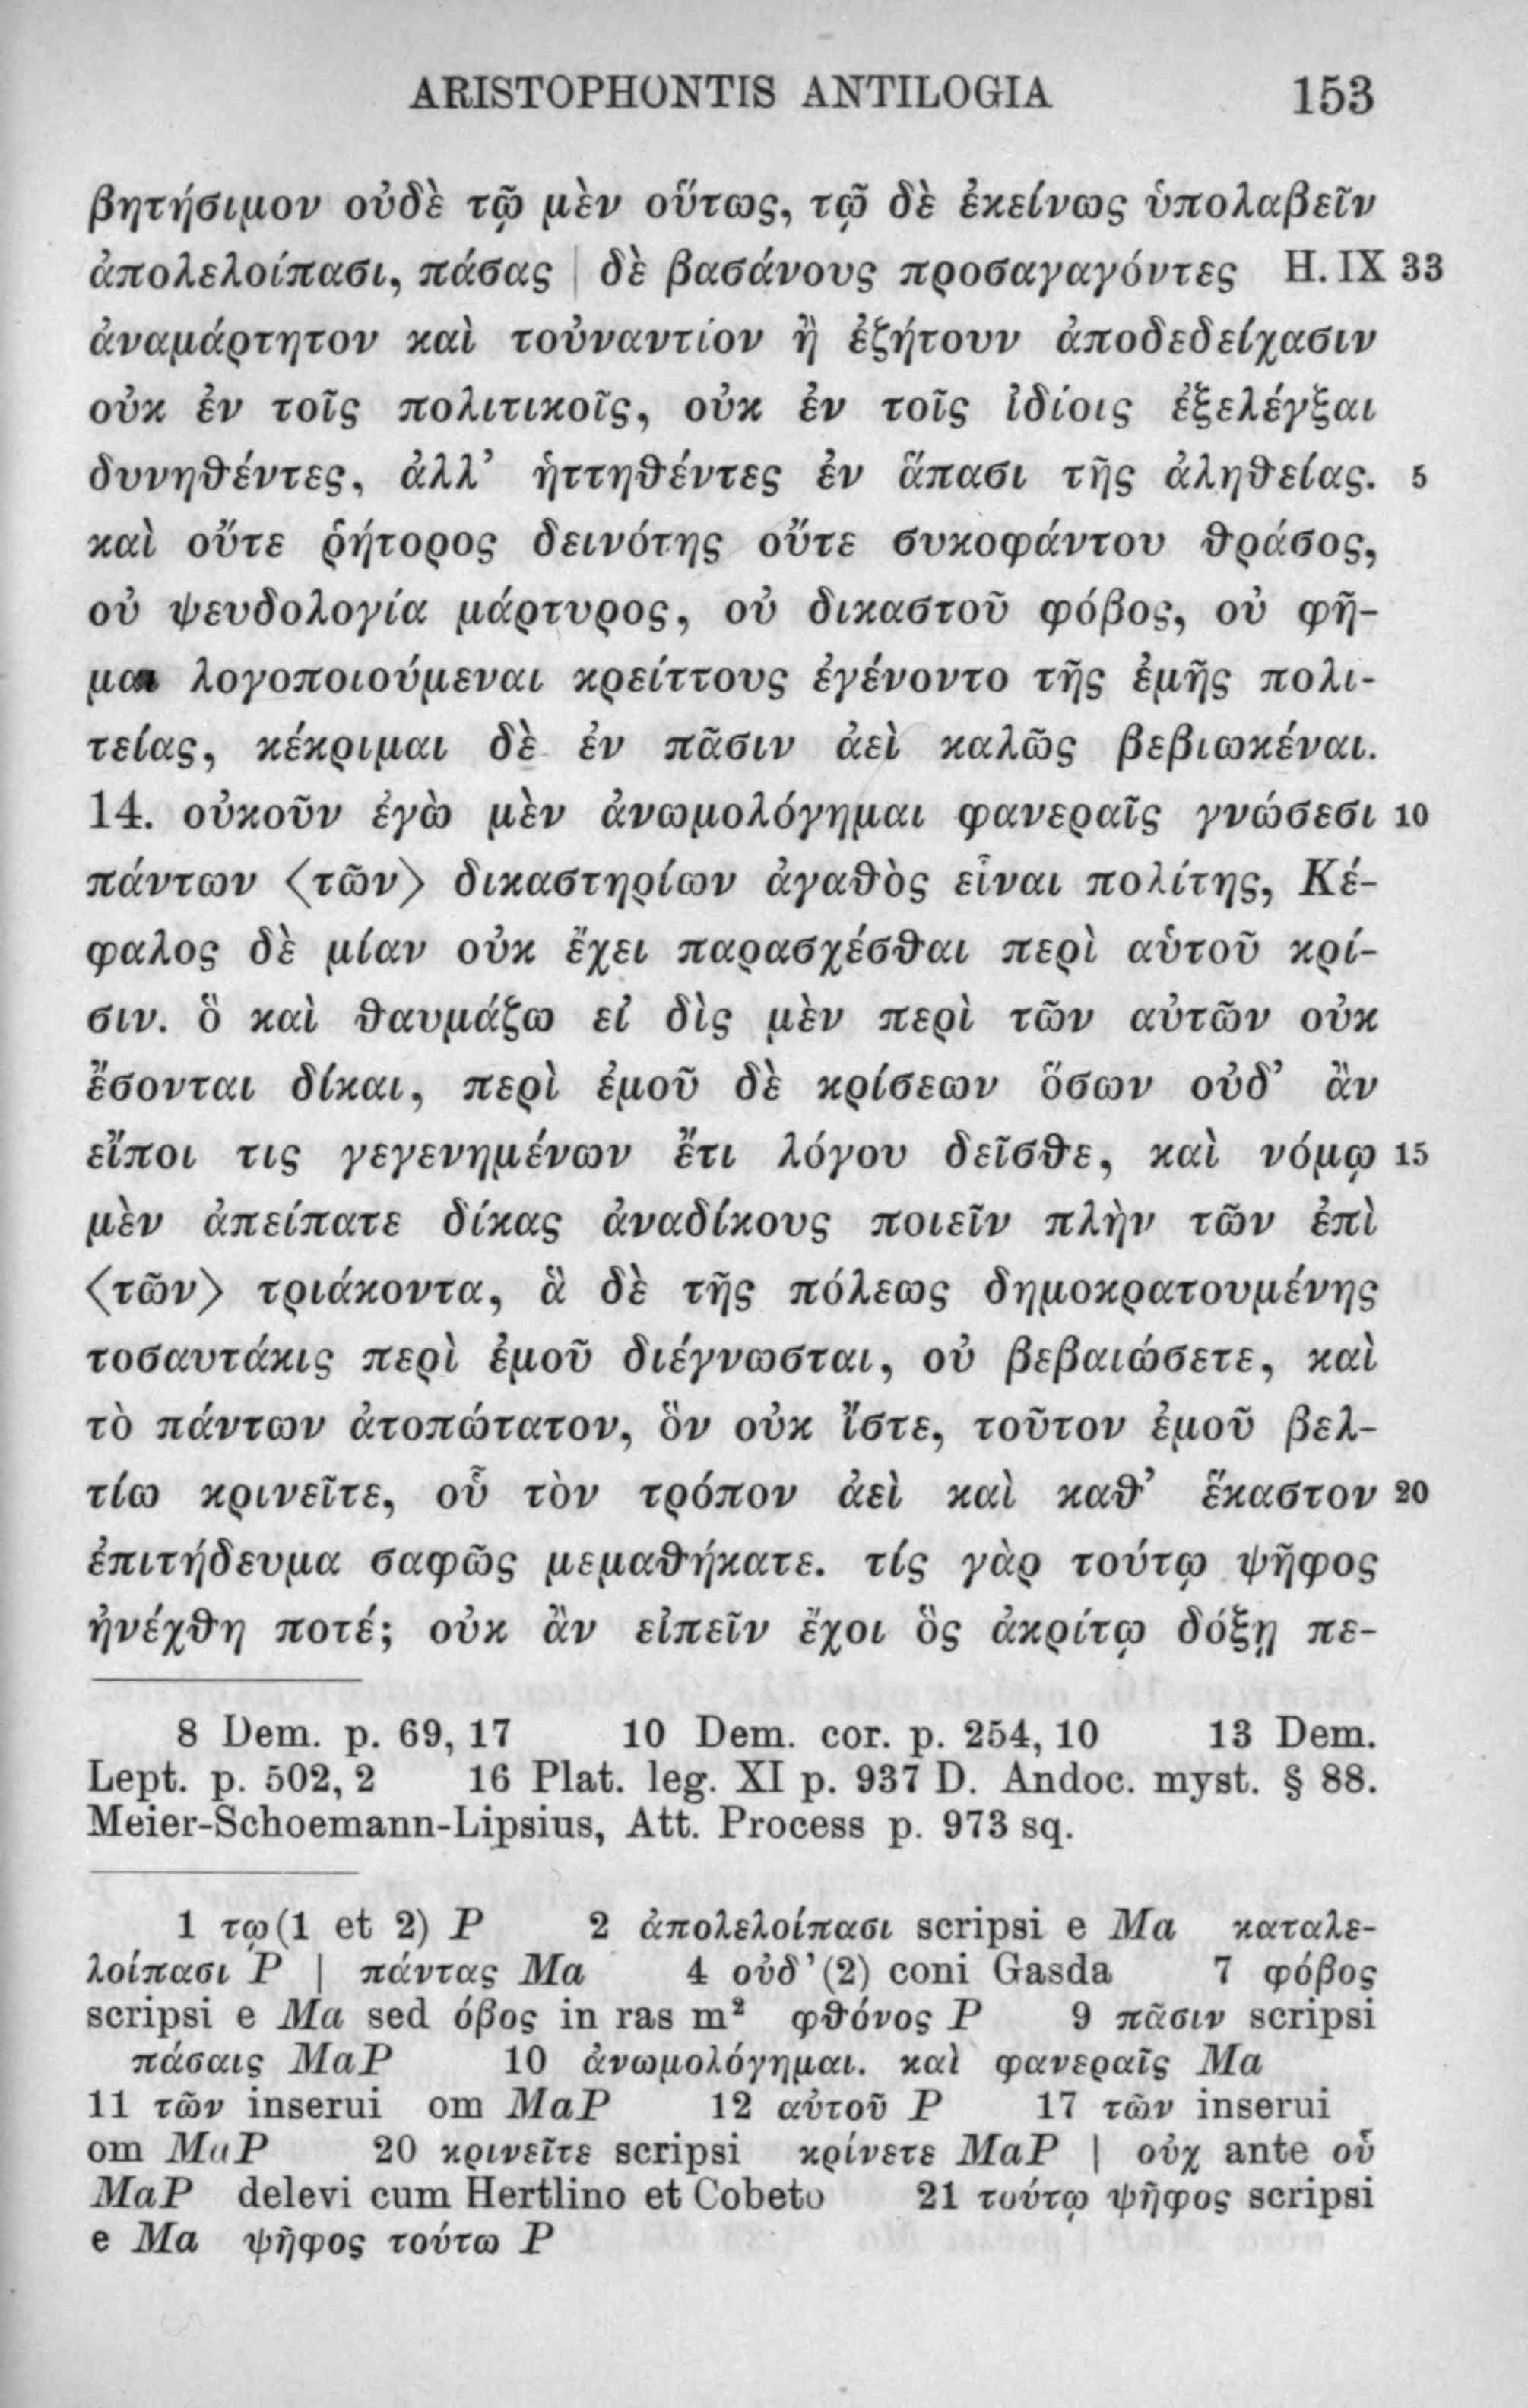 ARISTOPHONTIS ANTILOGIA 153
βητήσιμον οὐδὲ τῷ μὲν οὕτως, τῷ δὲ ἐκείνως ὑπολαβεῖν
ἀπολελοίπασι, πάσας | δὲ βασάνους προσαγαγόντες H. IX 33
ἀναμάρτητον καὶ τοὐναντίον ἢ ἐζήτουν ἀποδεδείχασιν
οὐκ ἐν τοῖς πολιτικοῖς, οὐκ ἐν τοῖς ἰδίοις ἐξελέγξαι
δυνηθέντες, ἀλλ’ ἡττηθέντες ἐν ἅπασι τῆς ἀληθείας. 5
καὶ οὔτε ῥήτορος δεινότης οὔτε συκοφάντου θράσος,
οὐ ψευδολογία μάρτυρος, οὐ δικαστοῦ φόβος, οὐ φῆ-
μαι λογοποιούμεναι κρείττους ἐγένοντο τῆς ἐμῆς πολι-
τείας, κέκριμαι δὲ ἐν πᾶσιν ἀεὶ καλῶς βεβιωκέναι.
14. οὐκοῦν ἐγὼ μὲν ἀνωμολόγημαι φανεραῖς γνώσεσι 10
πάντων ⟨τῶν⟩ δικαστηρίων ἀγαθὸς εἶναι πολίτης, Κέ-
φαλος δὲ μίαν οὐκ ἔχει παρασχέσθαι περὶ αὑτοῦ κρί-
σιν. ὃ καὶ θαυμάζω εἰ δὶς μὲν περὶ τῶν αὐτῶν οὐκ
ἔσονται δίκαι, περὶ ἐμοῦ δὲ κρίσεων ὅσων οὐδ’ ἂν
εἴποι τις γεγενημένων ἔτι λόγου δεῖσθε, καὶ νόμῳ 15
μὲν ἀπείπατε δίκας ἀναδίκους ποιεῖν πλὴν τῶν ἐπὶ
⟨τῶν⟩ τριάκοντα, ἃ δὲ τῆς πόλεως δημοκρατουμένης
τοσαυτάκις περὶ ἐμοῦ διέγνωσται, οὐ βεβαιώσετε, καὶ
τὸ πάντων ἀτοπώτατον, ὃν οὐκ ἴστε, τοῦτον ἐμοῦ βελ-
τίω κρινεῖτε, οὗ τὸν τρόπον ἀεὶ καὶ καθ’ ἕκαστον 20
ἐπιτήδευμα σαφῶς μεμαθήκατε. τίς γὰρ τούτῳ ψῆφος
ἠνέχθη ποτέ; οὐκ ἂν εἰπεῖν ἔχοι ὃς ἀκρίτῳ δόξῃ πε-
8 Dem. p. 69, 17 10 Dem. cor. p. 254, 10 13 Dem.
Lept. p. 502, 2 16 Plat. leg. XI p. 937 D. Andoc. myst. § 88.
Meier-Schoemann-Lipsius, Att. Process p. 973 sq.
1 τῳ (1 et 2) P 2 ἀπολελοίπασι scripsi e Ma καταλε-
λοίπασι P | πάντας Ma 4 οὐδ’ (2) coni Gasda 7 φόβος
scripsi e Ma sed όβος in ras m² φθόνος P 9 πᾶσιν scripsi
πάσαις MaP 10 ἀνωμολόγημαι. καὶ φανεραῖς Ma
11 τῶν inserui om MaP 12 αὐτοῦ P 17 τῶν inserui
om MaP 20 κρινεῖτε scripsi κρίνετε MaP | οὐχ ante οὗ
MaP delevi cum Hertlino et Cobeto 21 τούτῳ ψῆφος scripsi
e Ma ψῆφος τούτω P